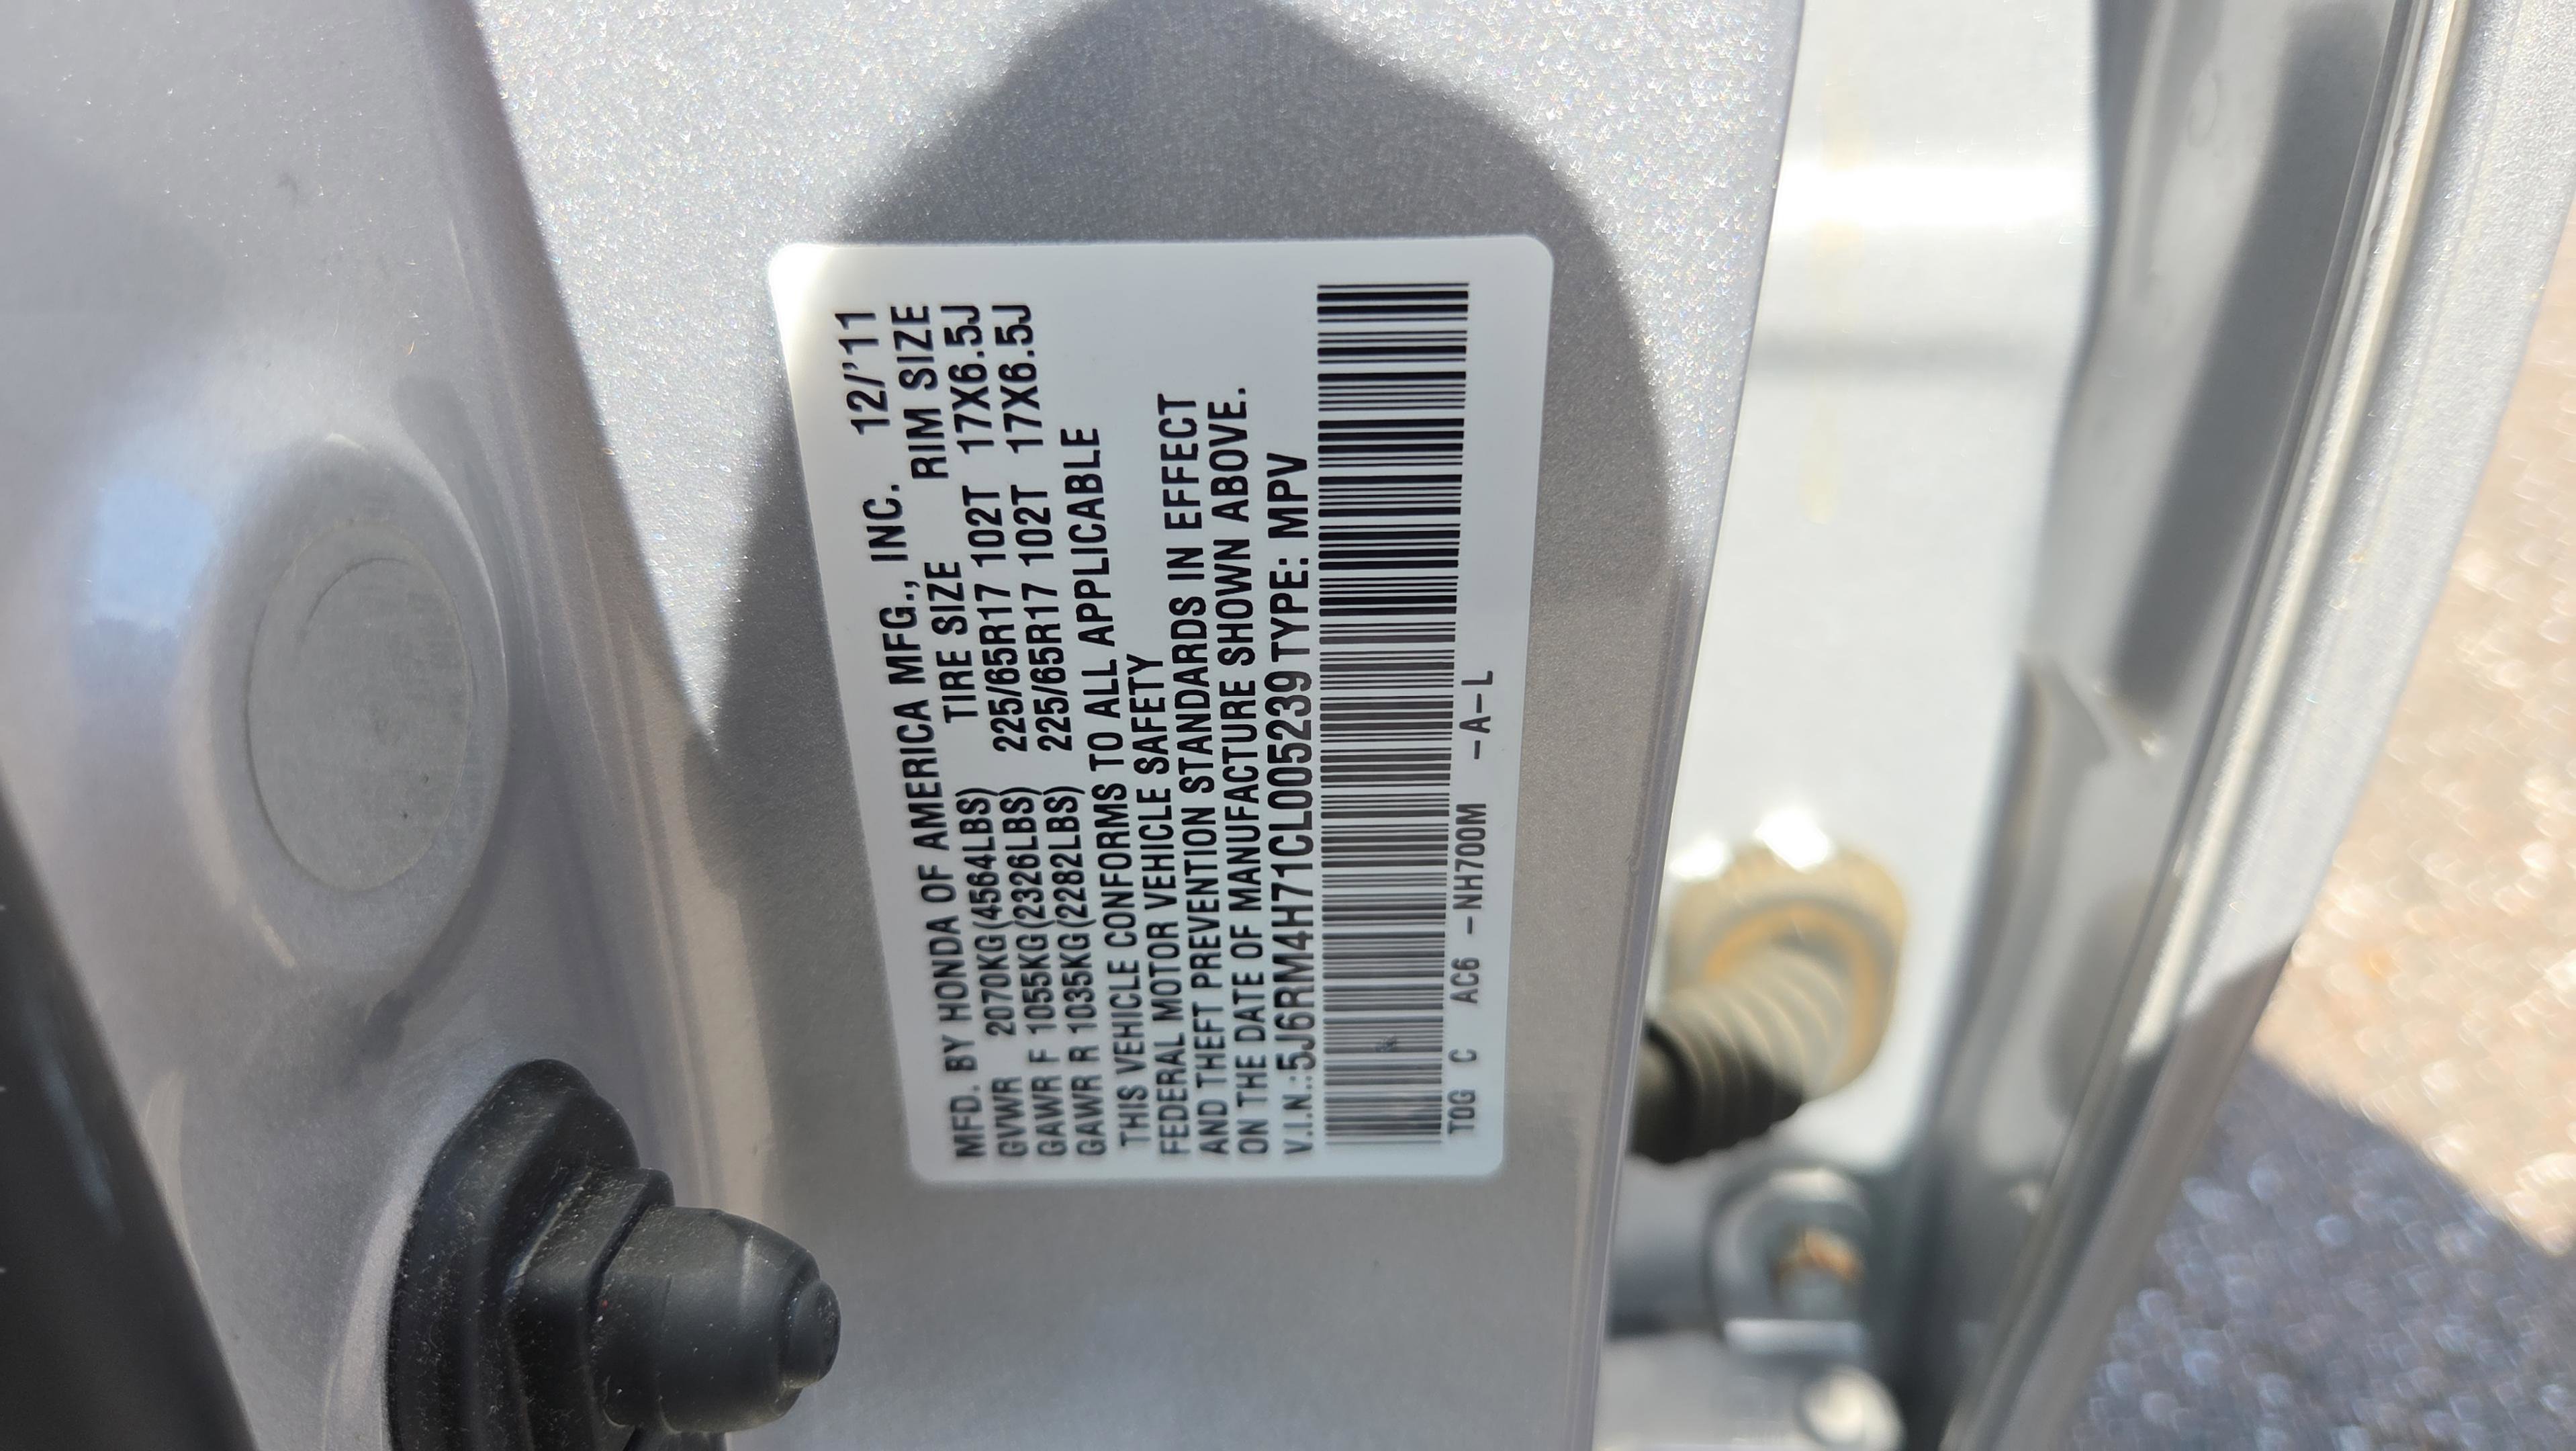 MFD. BY HONDA OF AMERICA MFG., INC. 12/'11
GVWR 2070KG(4564LBS) TIRE SIZE RIM SIZE
GAWR F 1055KG(2326LBS) 225/65R17 102T 17X6.5J
GAWR R 1035KG(2282LBS) 225/65R17 102T 17X6.5J
THIS VEHICLE CONFORMS TO ALL APPLICABLE
FEDERAL MOTOR VEHICLE SAFETY
AND THEFT PREVENTION STANDARDS IN EFFECT
ON THE DATE OF MANUFACTURE SHOWN ABOVE.
V.I.N.:5J6RM4H71CL005239 TYPE: MPV
T0G C AC6 -NH700M -A-L